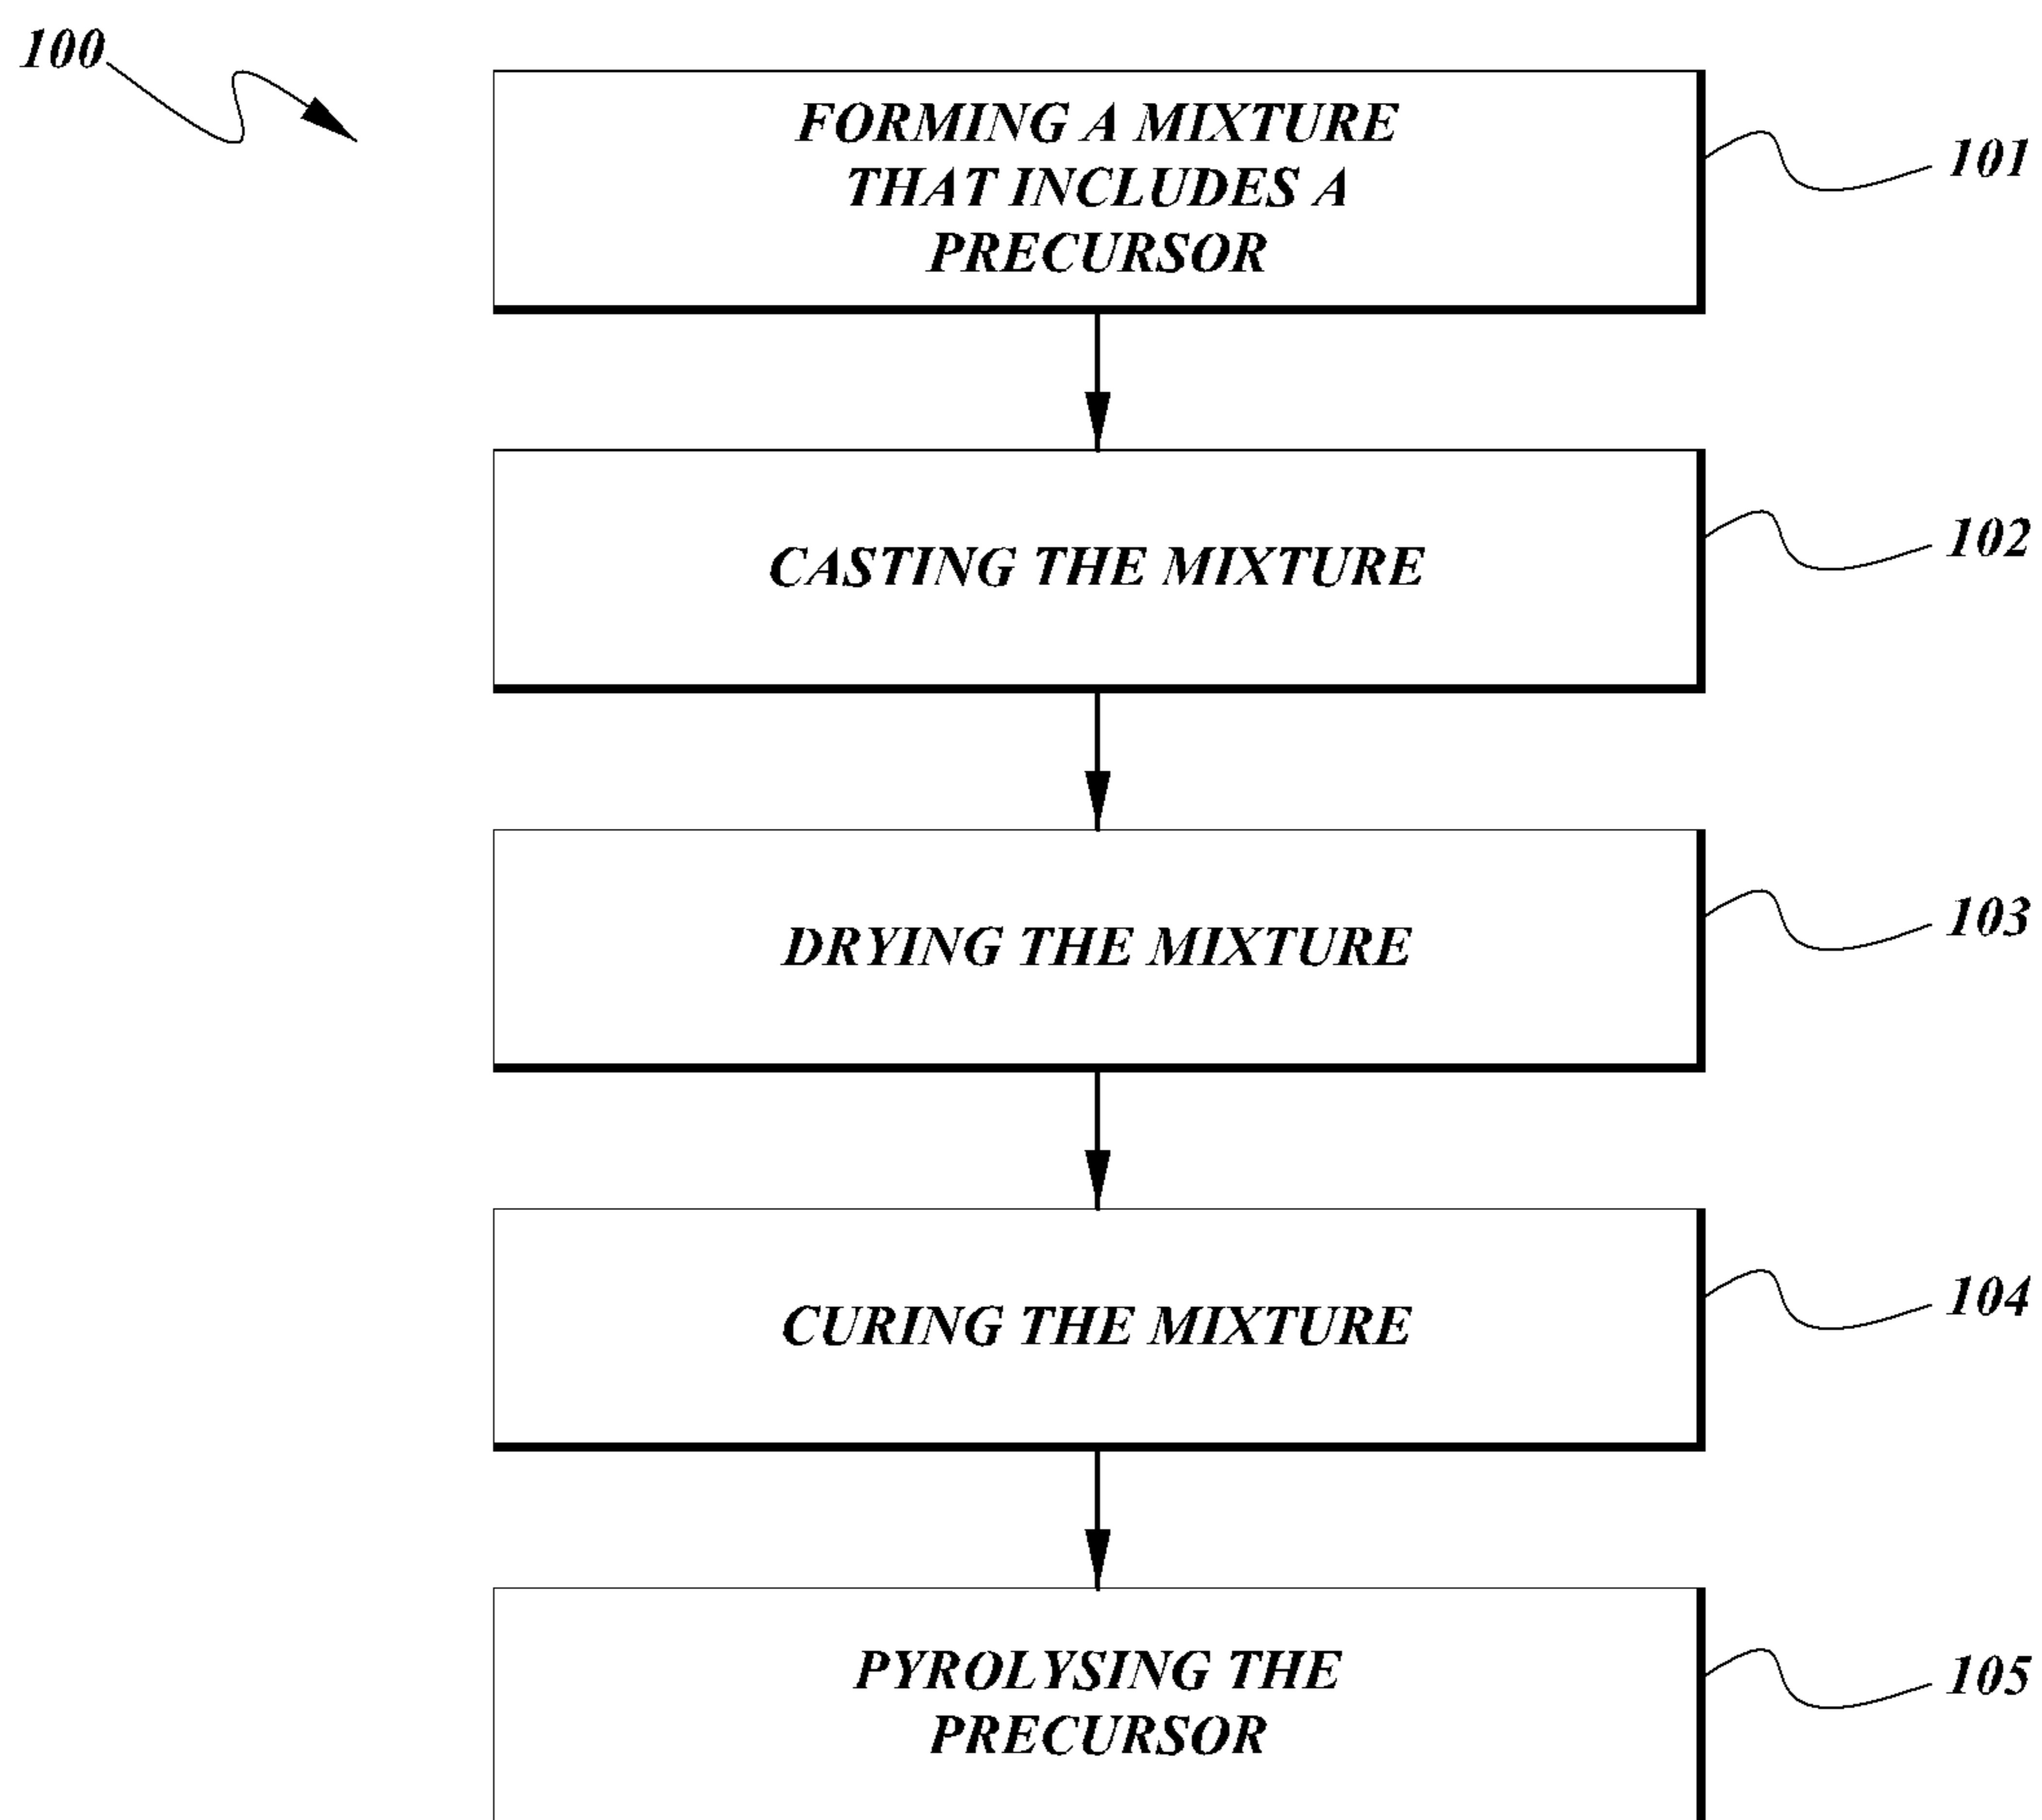 100
FORMING A MIXTURE
THAT INCLUDES A
PRECURSOR
101
CASTING THE MIXTURE
102
DRYING THE MIXTURE
103
CURING THE MIXTURE
104
PYROLYSING THE
PRECURSOR
105